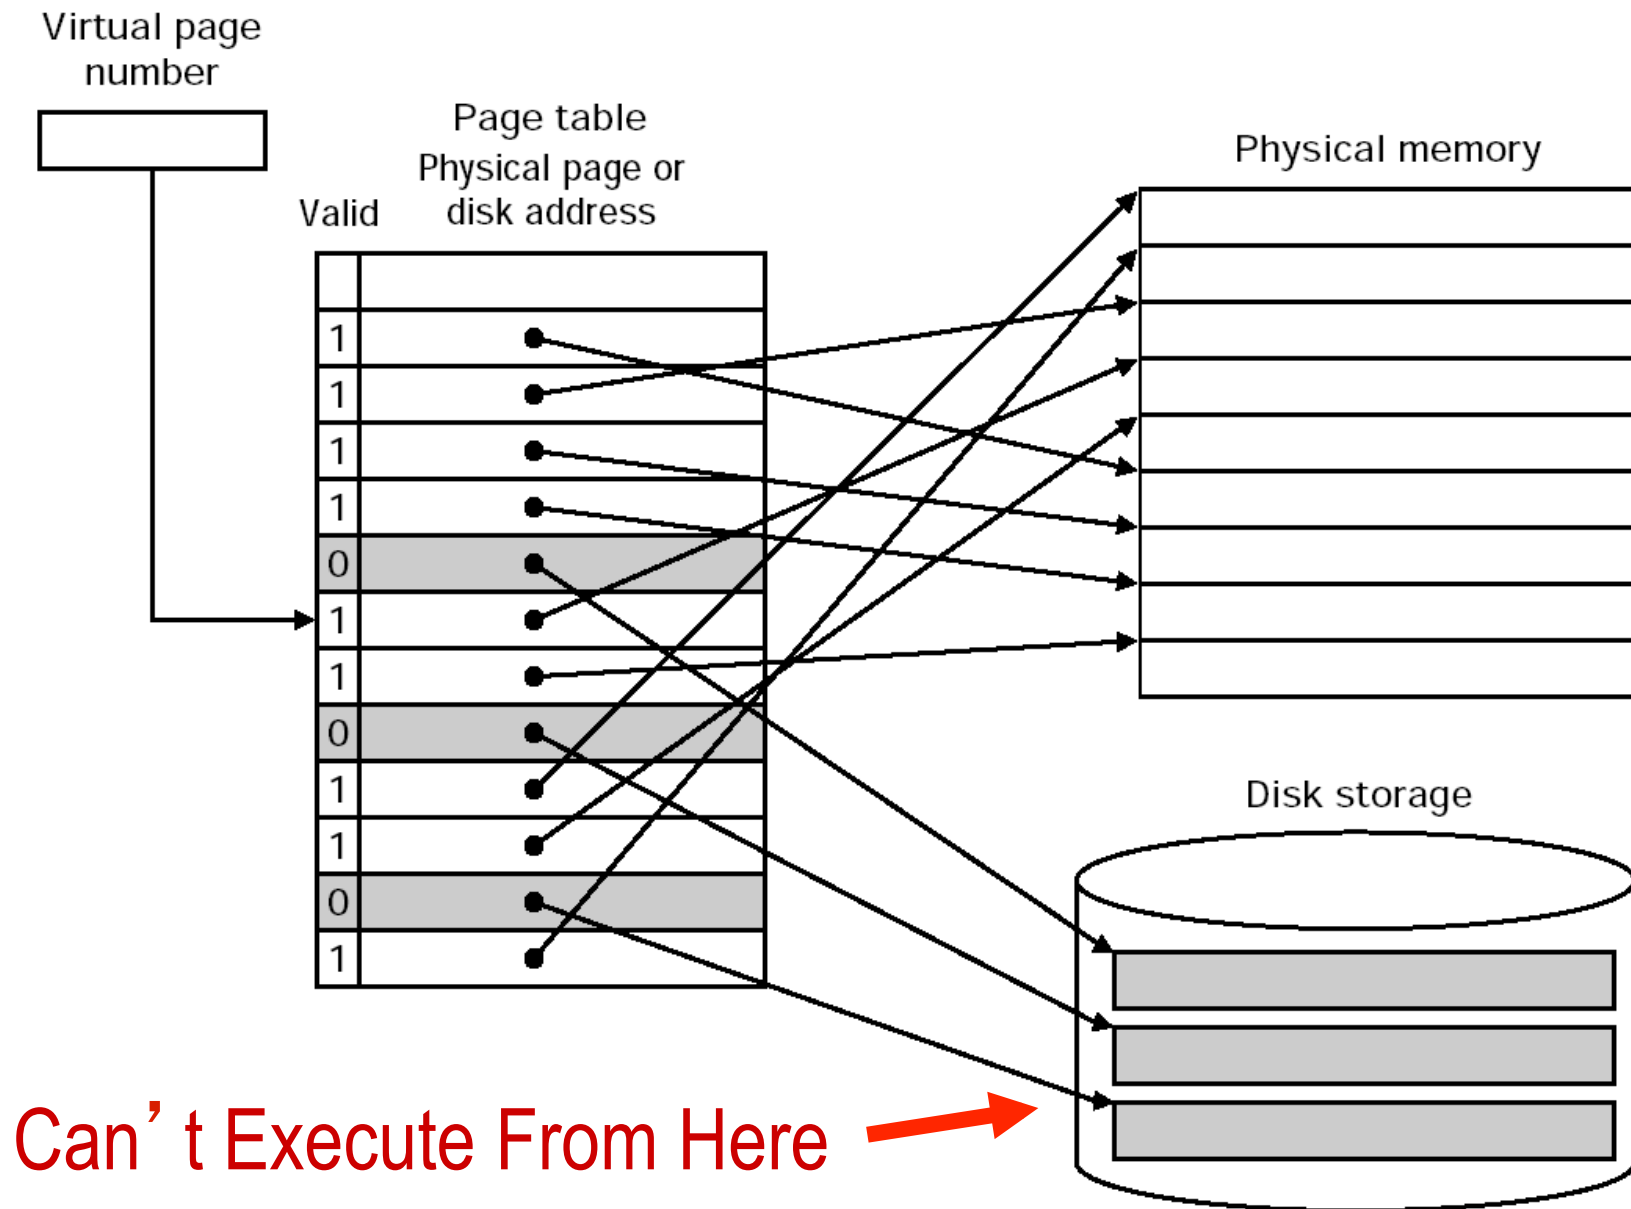 Virtual page
number
Page table
Physical page or
disk address
Valid
Physical memory
1
1
1
1
0
1
1
0
1
1
0
1
Disk storage
Can’ t Execute From Here